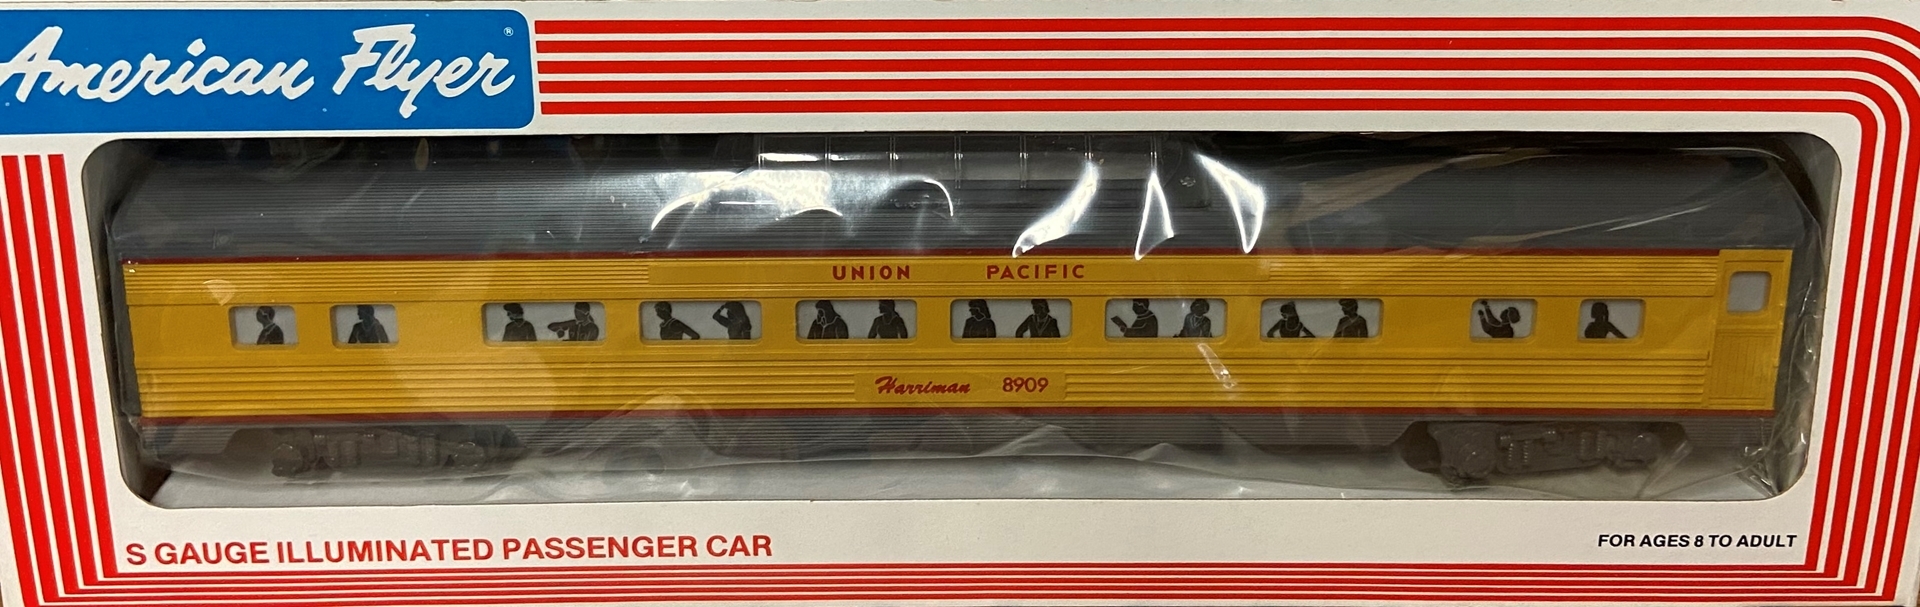 American Flyer®
UNION PACIFIC
Harriman 8909
S GAUGE ILLUMINATED PASSENGER CAR
FOR AGES 8 TO ADULT